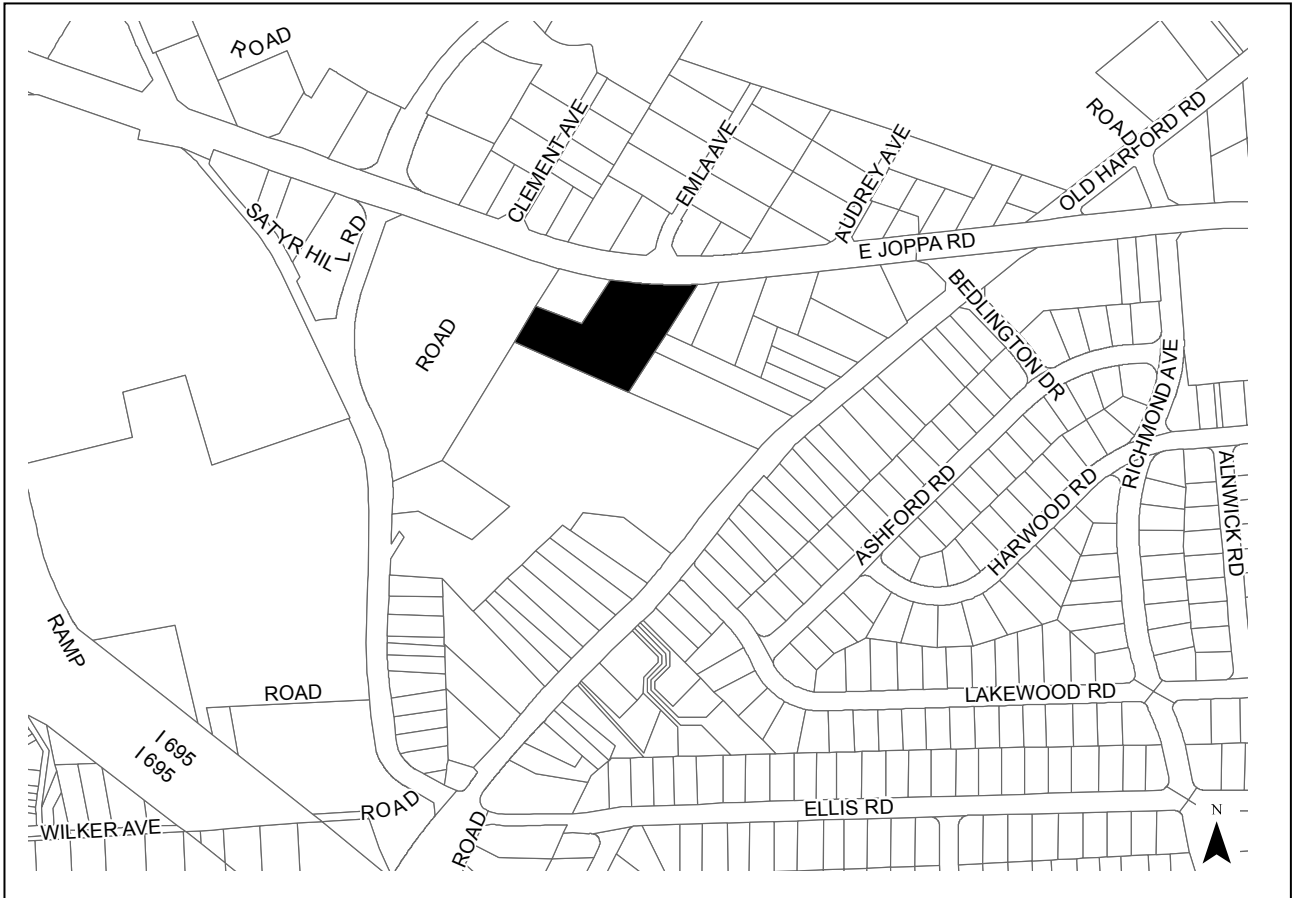 ROAD
CLEMENT AVE
EMLA AVE
AUDREY AVE
ROAD
OLD HARFORD RD
SATYR HIL
L RD
E JOPPA RD
ROAD
BEDLINGTON DR
RICHMOND AVE
ALNWICK RD
ASHFORD RD
HARWOOD RD
RAMP
ROAD
LAKEWOOD RD
I 695
I 695
WILKER AVE
ROAD
ROAD
ELLIS RD
N